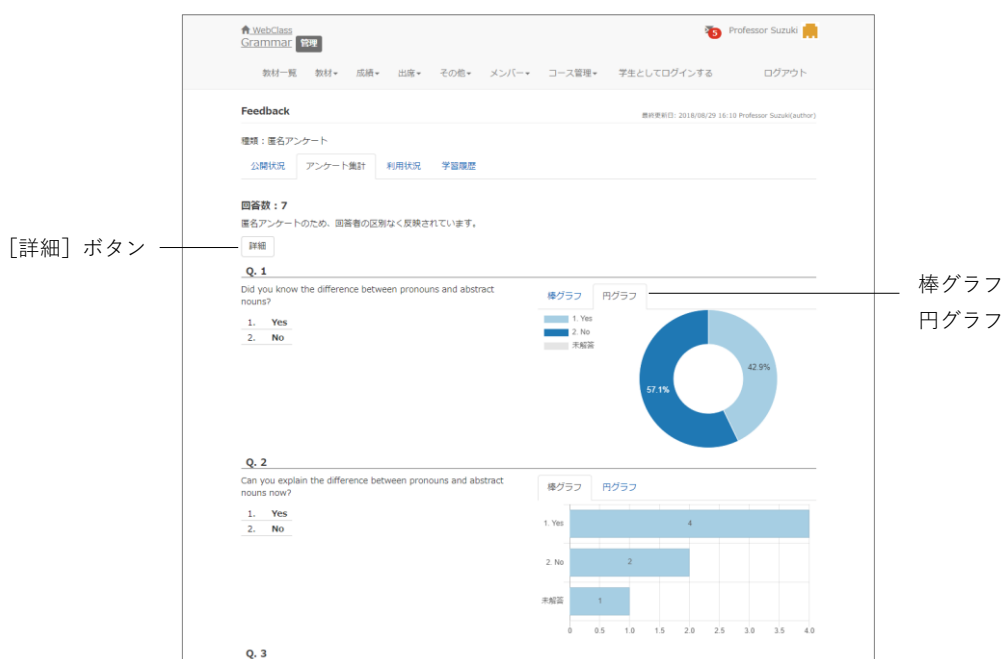 WebClass
Grammar 管理
5 Professor Suzuki
教材一覧 教材 成績 出席 その他 メンバー コース管理 学生としてログインする ログアウト
Feedback
最終更新日: 2018/08/29 16:10 Professor Suzuki(author)
種類：匿名アンケート
公開状況 アンケート集計 利用状況 学習履歴
回答数：7
匿名アンケートのため、回答者の区別なく反映されています。
［詳細］ボタン
詳細
Q. 1
Did you know the difference between pronouns and abstract
nouns?
1. Yes
2. No
棒グラフ 円グラフ
1. Yes
2. No
未解答
42.9%
57.1%
棒グラフ
円グラフ
Q. 2
Can you explain the difference between pronouns and abstract
nouns now?
1. Yes
2. No
棒グラフ 円グラフ
1. Yes 4
2. No 2
未解答 1
0 0.5 1.0 1.5 2.0 2.5 3.0 3.5 4.0
Q. 3